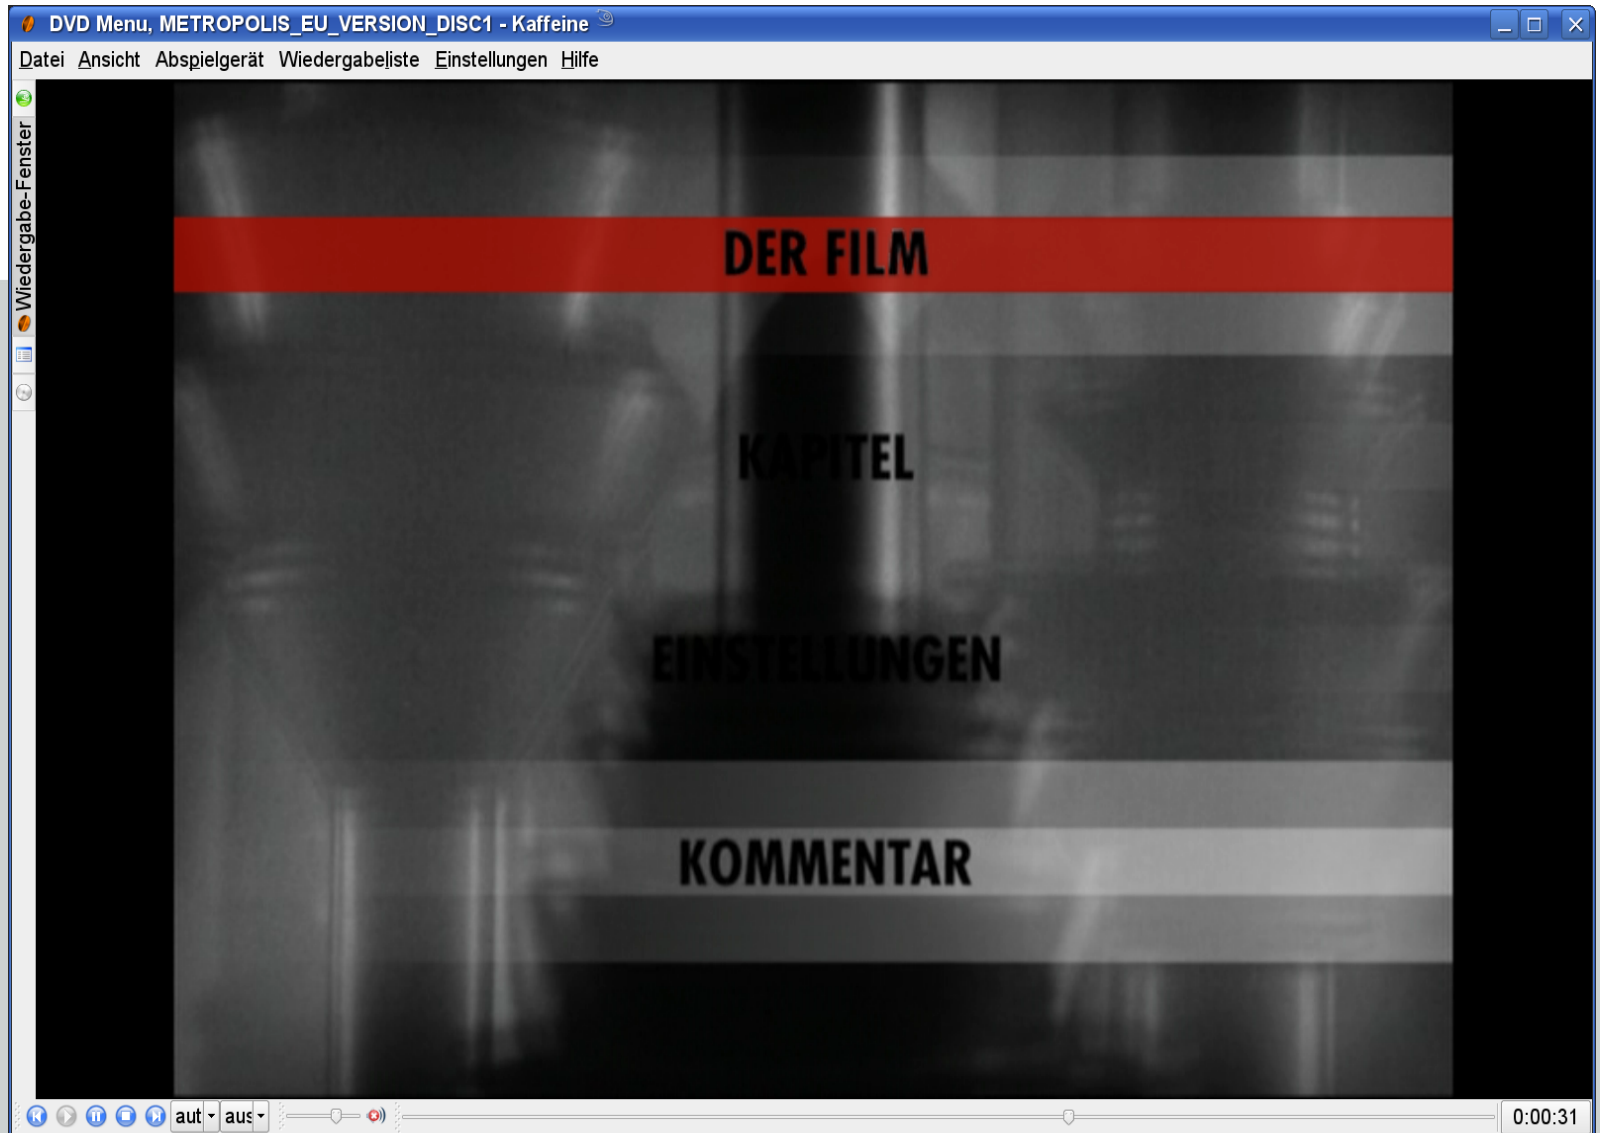 DVD Menu, METROPOLIS_EU_VERSION_DISC1 - Kaffeine
Datei Ansicht Abspielgerät Wiedergabeliste Einstellungen Hilfe
Wiedergabe-Fenster
DER FILM
KAPITEL
EINSTELLUNGEN
KOMMENTAR
aut aus 0:00:31